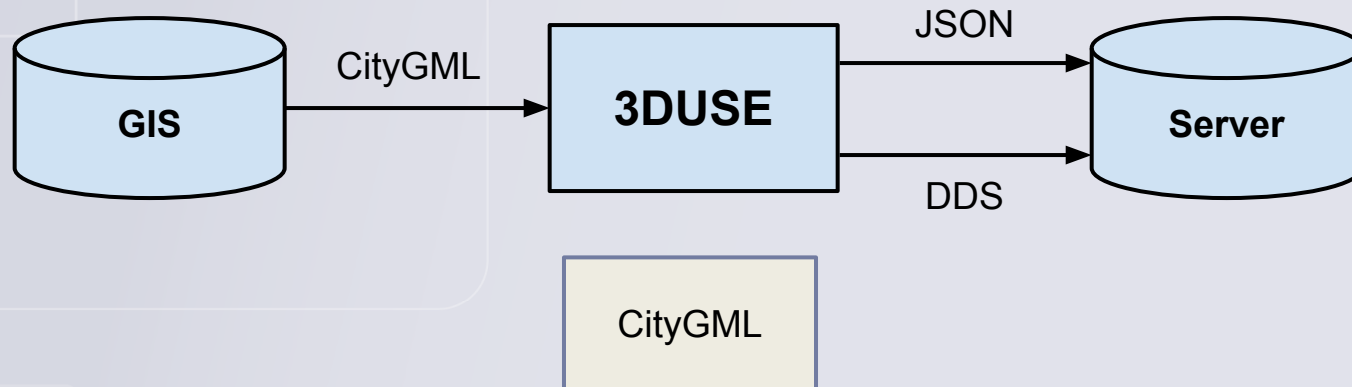 GIS
CityGML
3DUSE
JSON
DDS
Server
CityGML